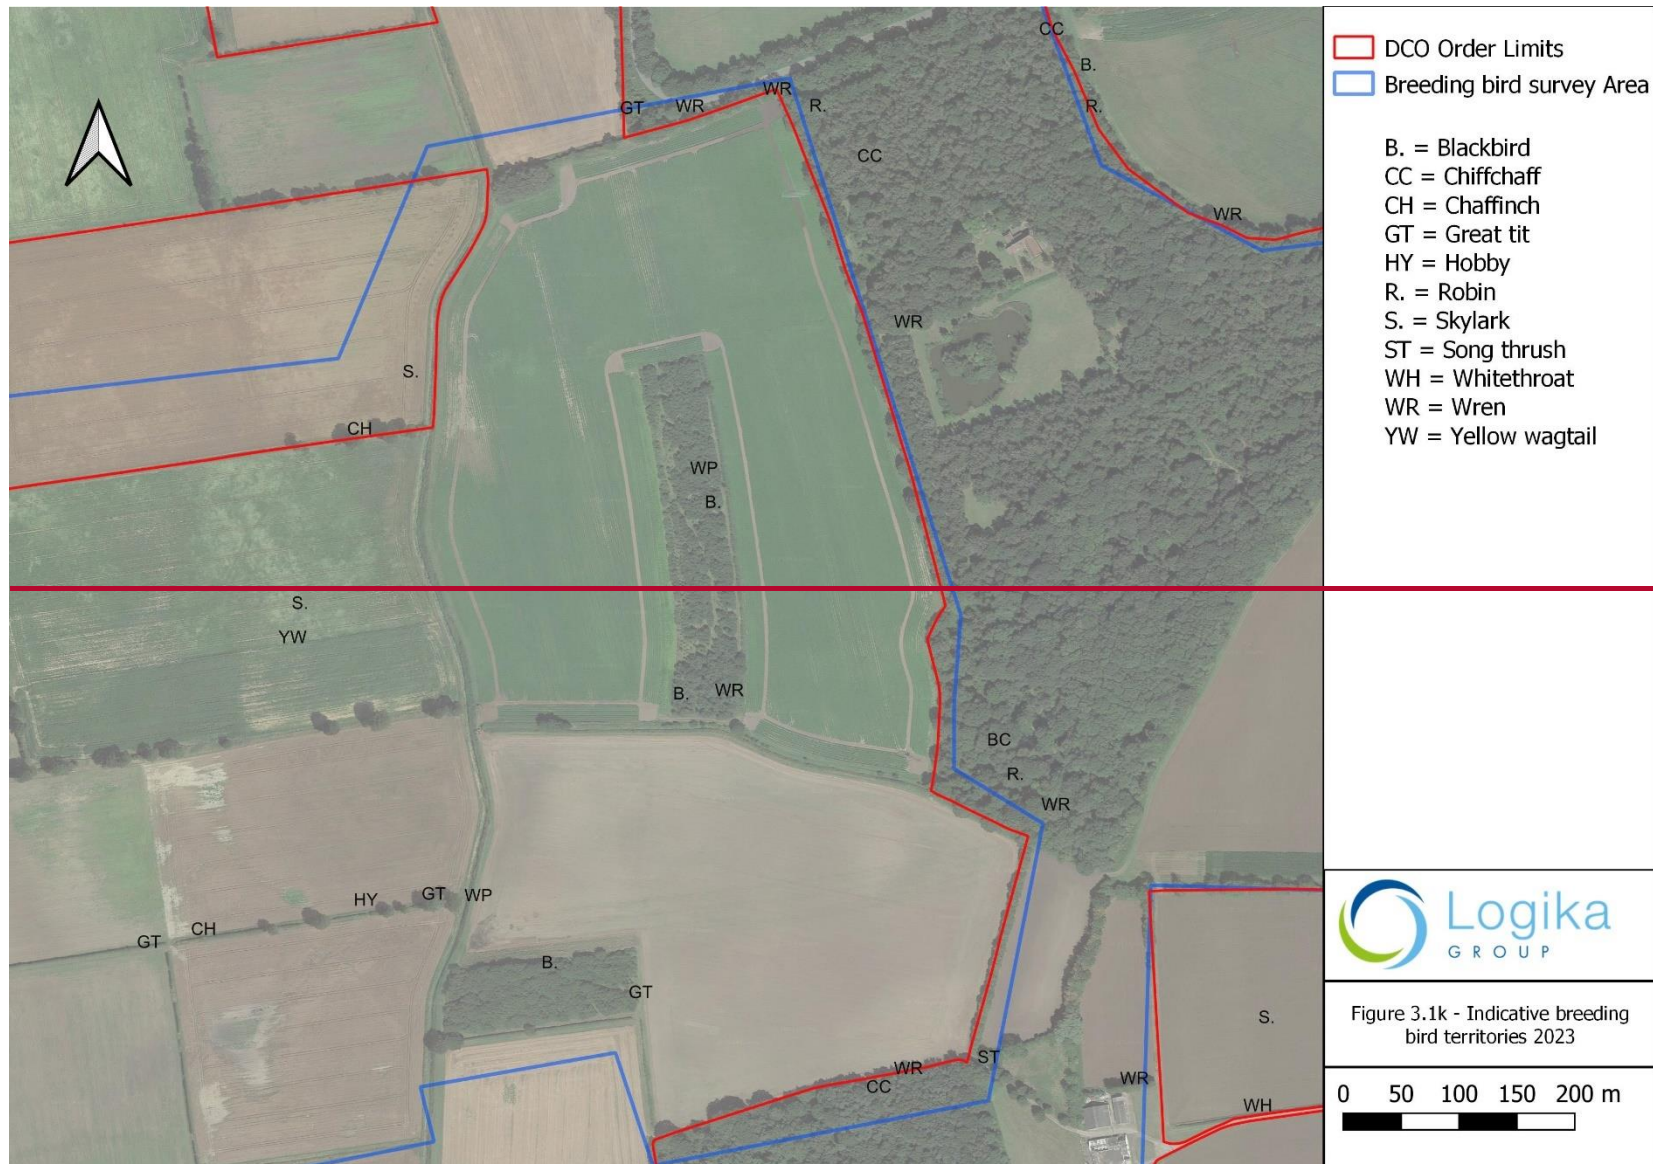 CC
B.
R.
GT
WR
WR
R.
CC
WR
WR
S.
CH
WP
B.
S.
YW
B.
WR
BC
R.
WR
HY
GT
WP
CH
GT
B.
GT
S.
ST
WR
CC
WR
WH
DCO Order Limits
Breeding bird survey Area
B. = Blackbird
CC = Chiffchaff
CH = Chaffinch
GT = Great tit
HY = Hobby
R. = Robin
S. = Skylark
ST = Song thrush
WH = Whitethroat
WR = Wren
YW = Yellow wagtail
Logika
GROUP
Figure 3.1k - Indicative breeding
bird territories 2023
0 50 100 150 200 m